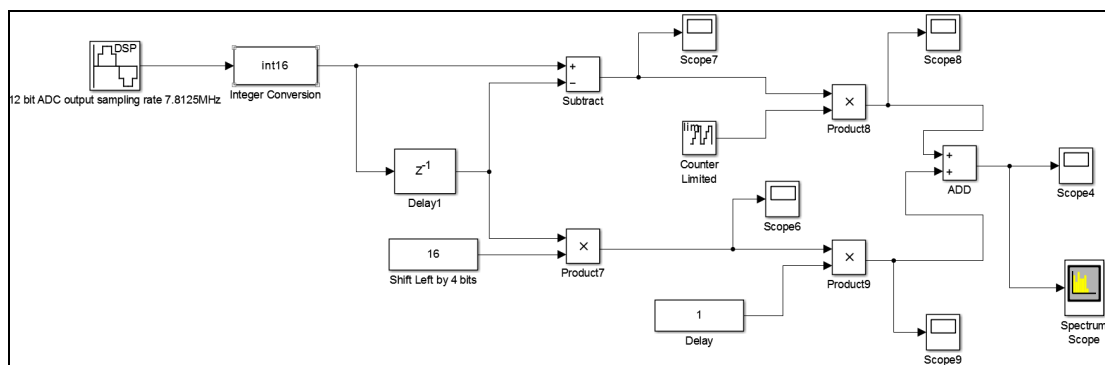 DSP
12 bit ADC output sampling rate 7.8125MHz
int16
Integer Conversion
+
−
Subtract
Scope7
Scope8
×
Product8
lim
Counter
Limited
Z-1
Delay1
+
+
ADD
Scope4
Scope6
16
Shift Left by 4 bits
×
Product7
×
Product9
1
Delay
Scope9
Spectrum
Scope